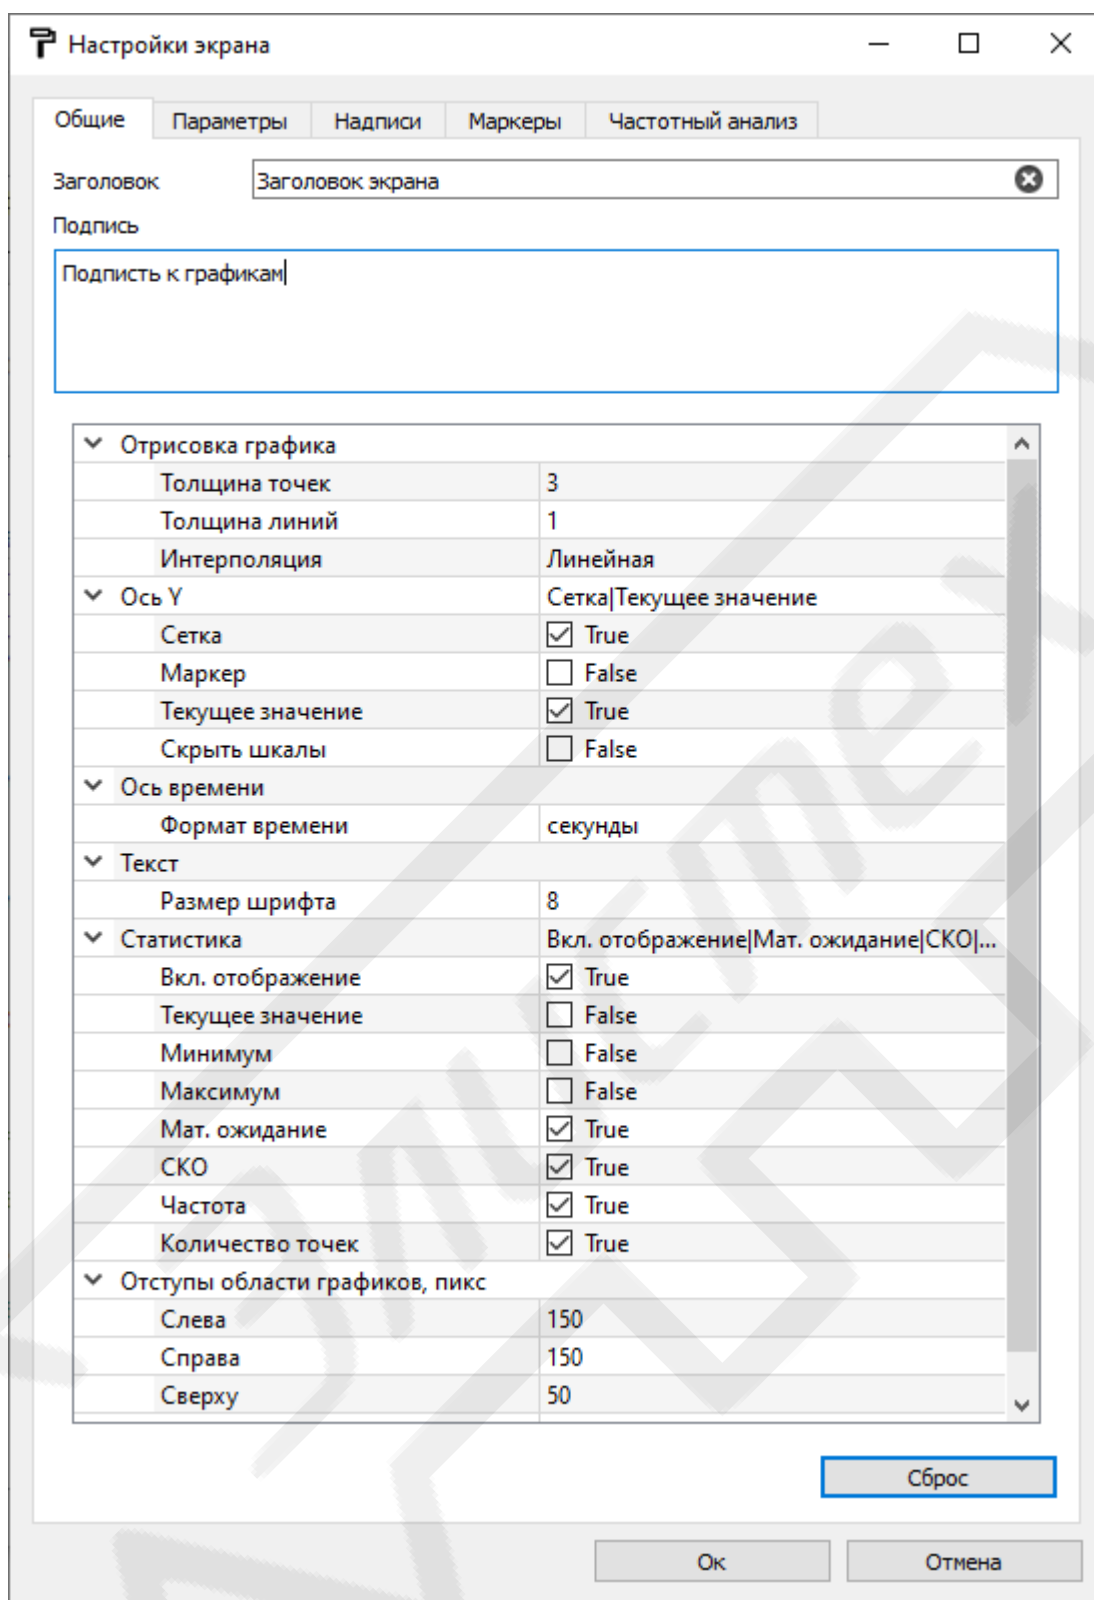 Настройки экрана
Общие Параметры Надписи Маркеры Частотный анализ
Заголовок Заголовок экрана
Подпись
Подписть к графикам
Отрисовка графика
Толщина точек 3
Толщина линий 1
Интерполяция Линейная
Ось Y Сетка|Текущее значение
Сетка True
Маркер False
Текущее значение True
Скрыть шкалы False
Ось времени
Формат времени секунды
Текст
Размер шрифта 8
Статистика Вкл. отображение|Мат. ожидание|СКО|...
Вкл. отображение True
Текущее значение False
Минимум False
Максимум False
Мат. ожидание True
СКО True
Частота True
Количество точек True
Отступы области графиков, пикс
Слева 150
Справа 150
Сверху 50
Сброс
Ок Отмена
Элистех